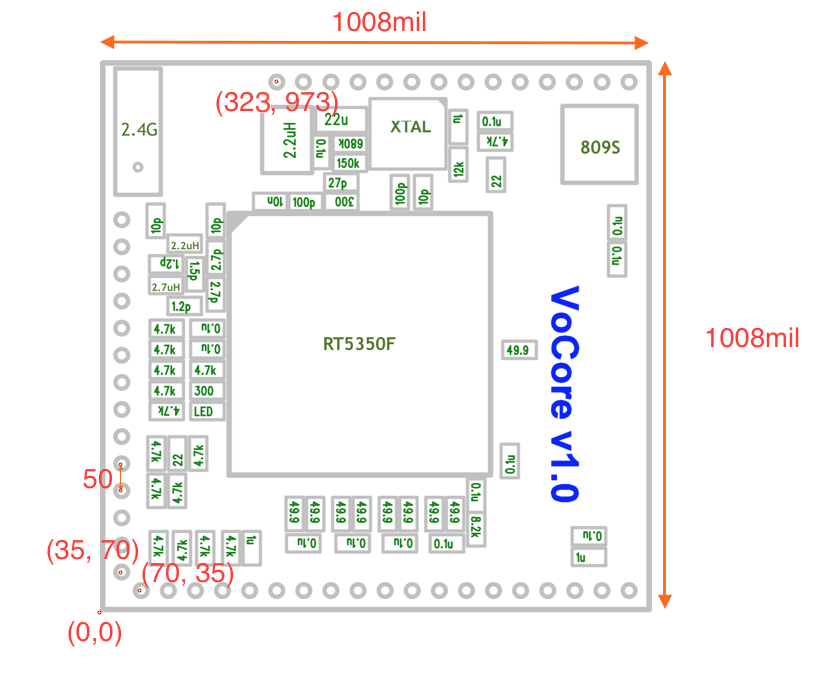 1008mil
(323, 973)
2.4G
2.2uH
22u
0.1u
680k
150k
27p
XTAL
1u
0.1u
4.7k
12k
22
809S
10n
100p
300
100p
10p
10p
10p
2.2uH
1.2p
1.5p
2.7p
2.7uH
2.7p
1.2p
0.1u
0.1u
4.7k
0.1u
4.7k
0.1u
4.7k
4.7k
4.7k
300
4.7k
LED
RT5350F
49.9
VoCore v1.0
1008mil
4.7k
22
4.7k
50
4.7k
4.7k
0.1u
49.9
49.9
49.9
49.9
49.9
49.9
49.9
49.9
0.1u
8.2k
0.1u
0.1u
0.1u
0.1u
4.7k
4.7k
4.7k
4.7k
1u
0.1u
1u
(35, 70)
(70, 35)
(0,0)